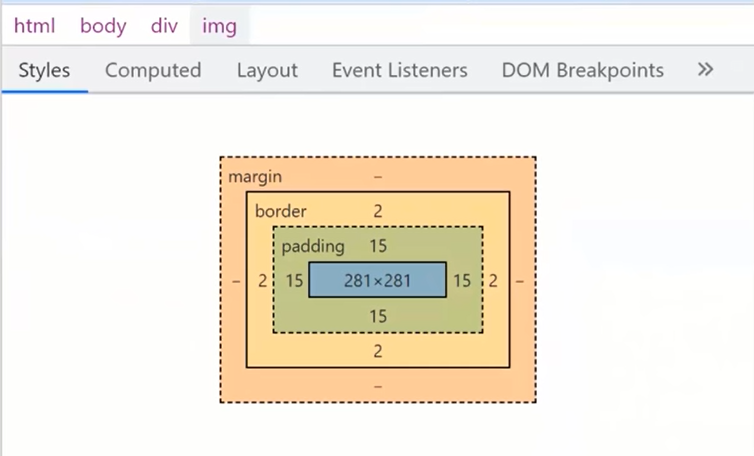 html body div img
Styles Computed Layout Event Listeners DOM Breakpoints »
margin –
border 2
padding 15
– 2 15 281×281 15 2 –
15
2
–